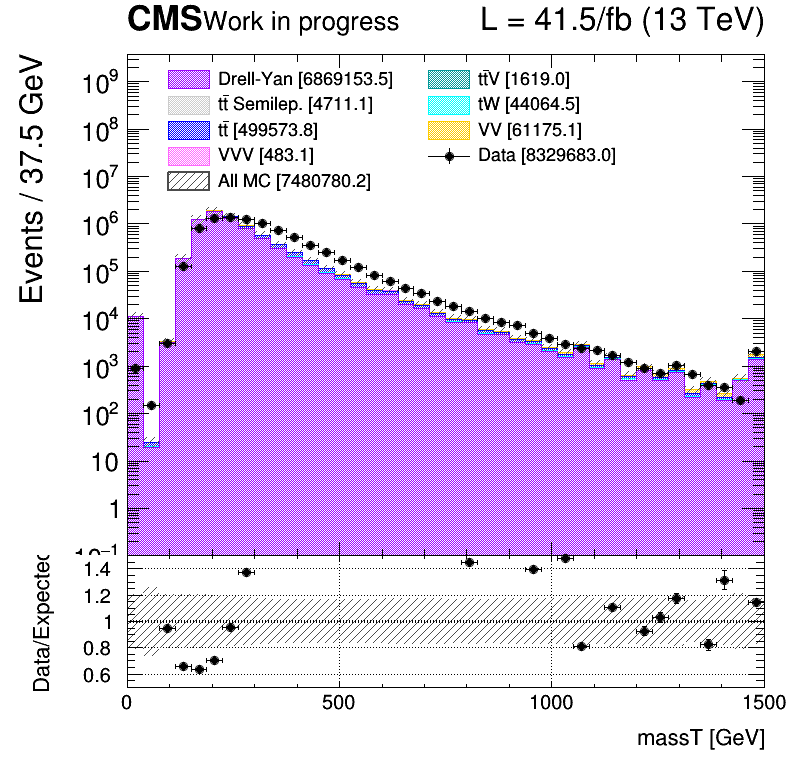 CMS Work in progress L = 41.5/fb (13 TeV)
Events / 37.5 GeV
Drell-Yan [6869153.5]
tt̄ Semilep. [4711.1]
tt̄ [499573.8]
VVV [483.1]
All MC [7480780.2]
tt̄V [1619.0]
tW [44064.5]
VV [61175.1]
Data [8329683.0]
10⁹
10⁸
10⁷
10⁶
10⁵
10⁴
10³
10²
10
1
10⁻¹
Data/Expected
1.4
1.2
1
0.8
0.6
0 500 1000 1500
massT [GeV]